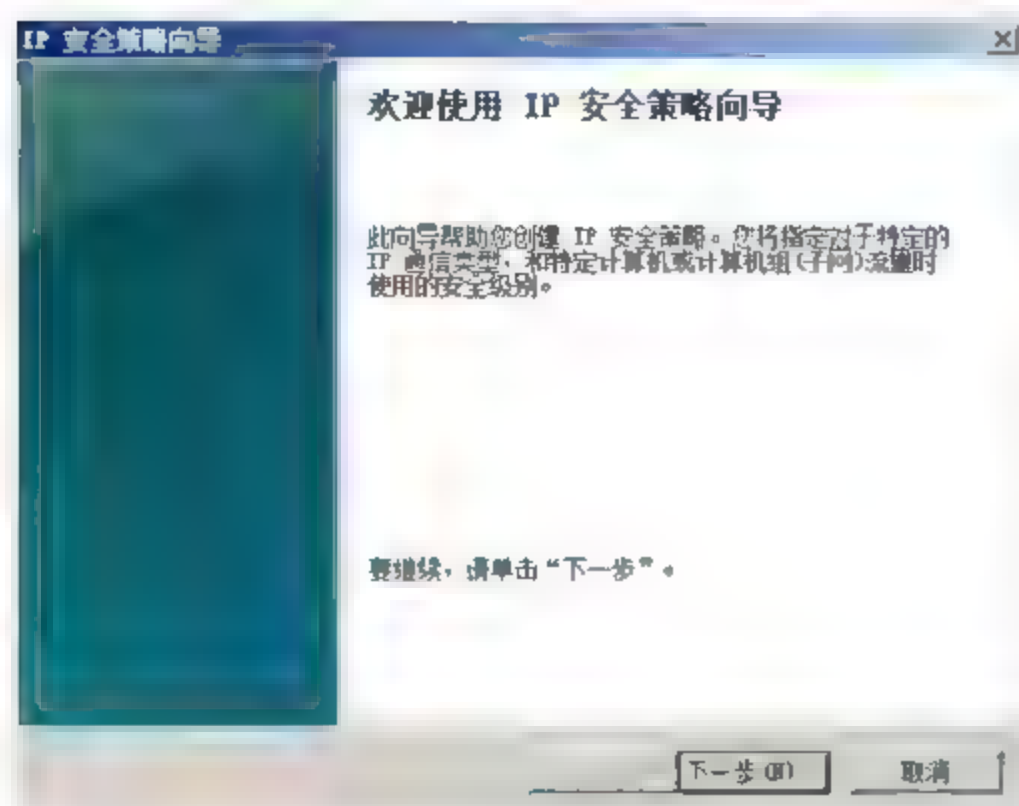 IP 安全策略向导
欢迎使用 IP 安全策略向导
此向导帮助您创建 IP 安全策略。您将指定对于特定的
IP 通信类型，和特定计算机或计算机组(子网)流量时
使用的安全级别。
要继续，请单击“下一步”。
下一步(N)
取消